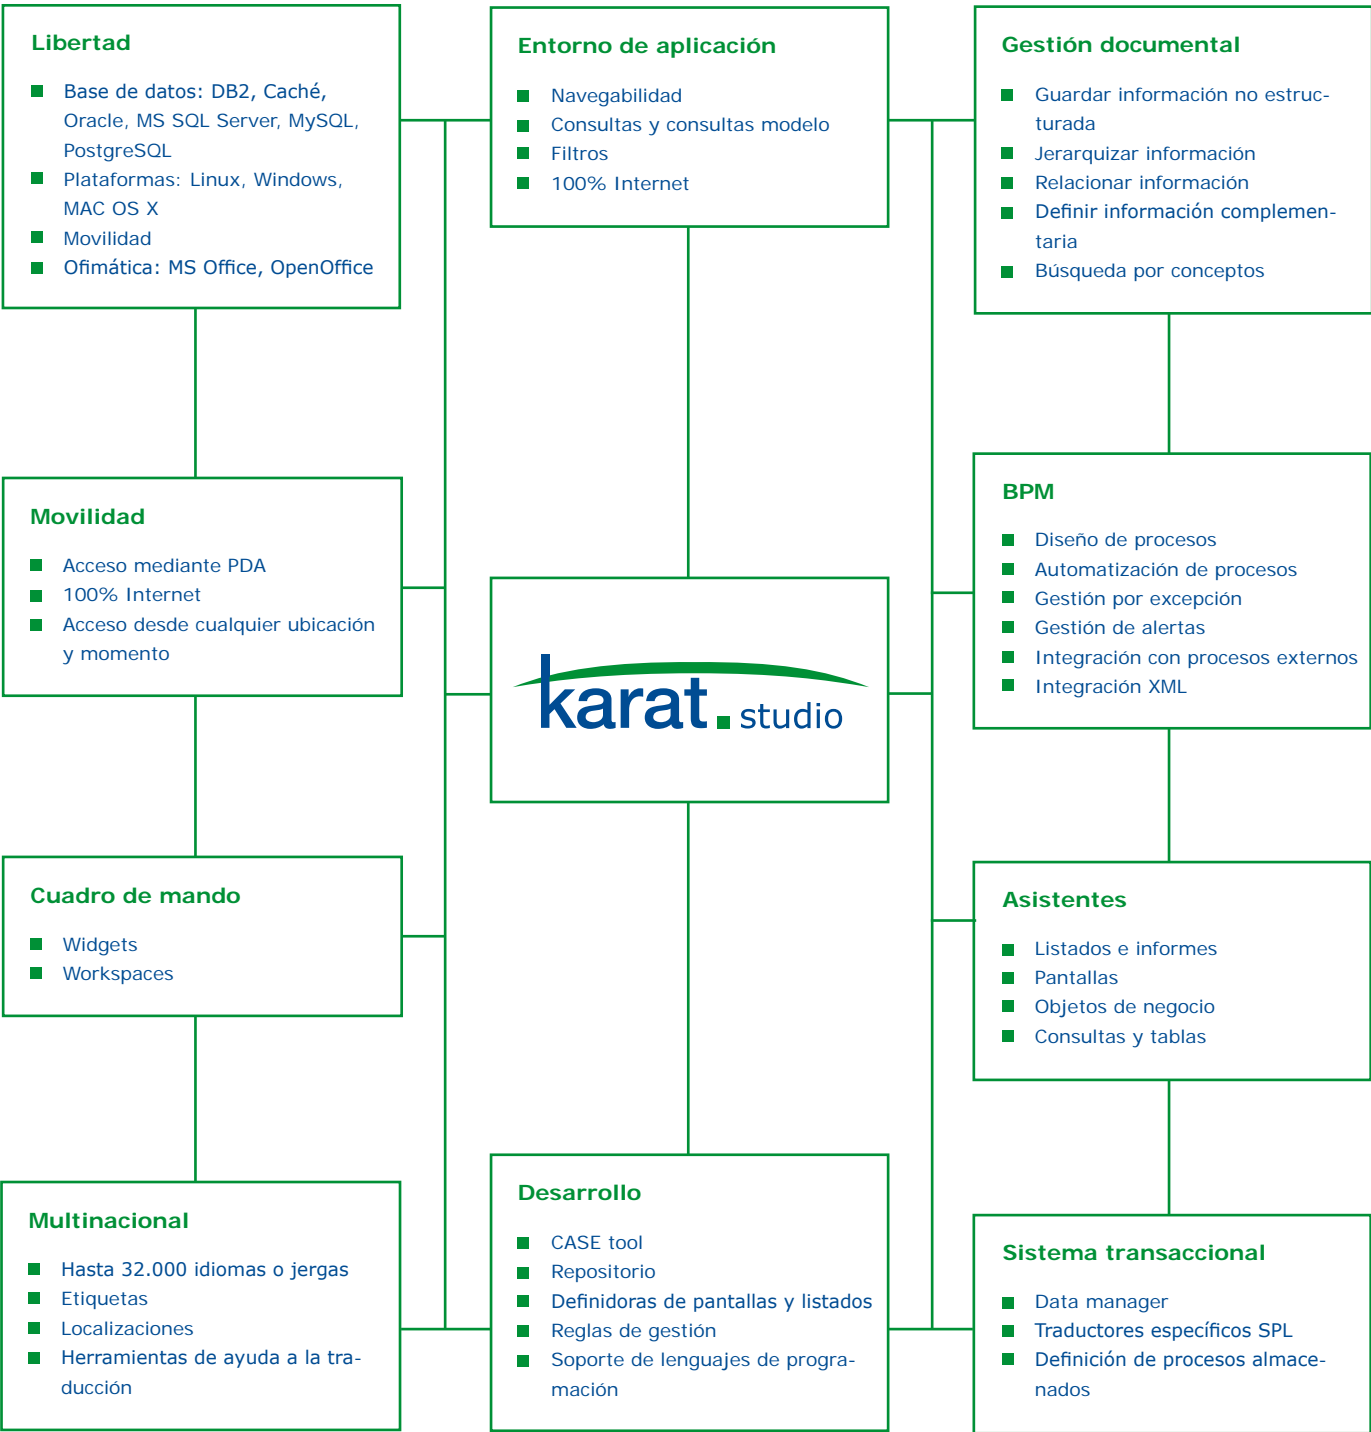 Libertad
Base de datos: DB2, Caché,
Oracle, MS SQL Server, MySQL,
PostgreSQL
Plataformas: Linux, Windows,
MAC OS X
Movilidad
Ofimática: MS Office, OpenOffice
Entorno de aplicación
Navegabilidad
Consultas y consultas modelo
Filtros
100% Internet
Gestión documental
Guardar información no estruc-
turada
Jerarquizar información
Relacionar información
Definir información complemen-
taria
Búsqueda por conceptos
Movilidad
Acceso mediante PDA
100% Internet
Acceso desde cualquier ubicación
y momento
karat.studio
BPM
Diseño de procesos
Automatización de procesos
Gestión por excepción
Gestión de alertas
Integración con procesos externos
Integración XML
Cuadro de mando
Widgets
Workspaces
Asistentes
Listados e informes
Pantallas
Objetos de negocio
Consultas y tablas
Multinacional
Hasta 32.000 idiomas o jergas
Etiquetas
Localizaciones
Herramientas de ayuda a la tra-
ducción
Desarrollo
CASE tool
Repositorio
Definidoras de pantallas y listados
Reglas de gestión
Soporte de lenguajes de progra-
mación
Sistema transaccional
Data manager
Traductores específicos SPL
Definición de procesos almace-
nados